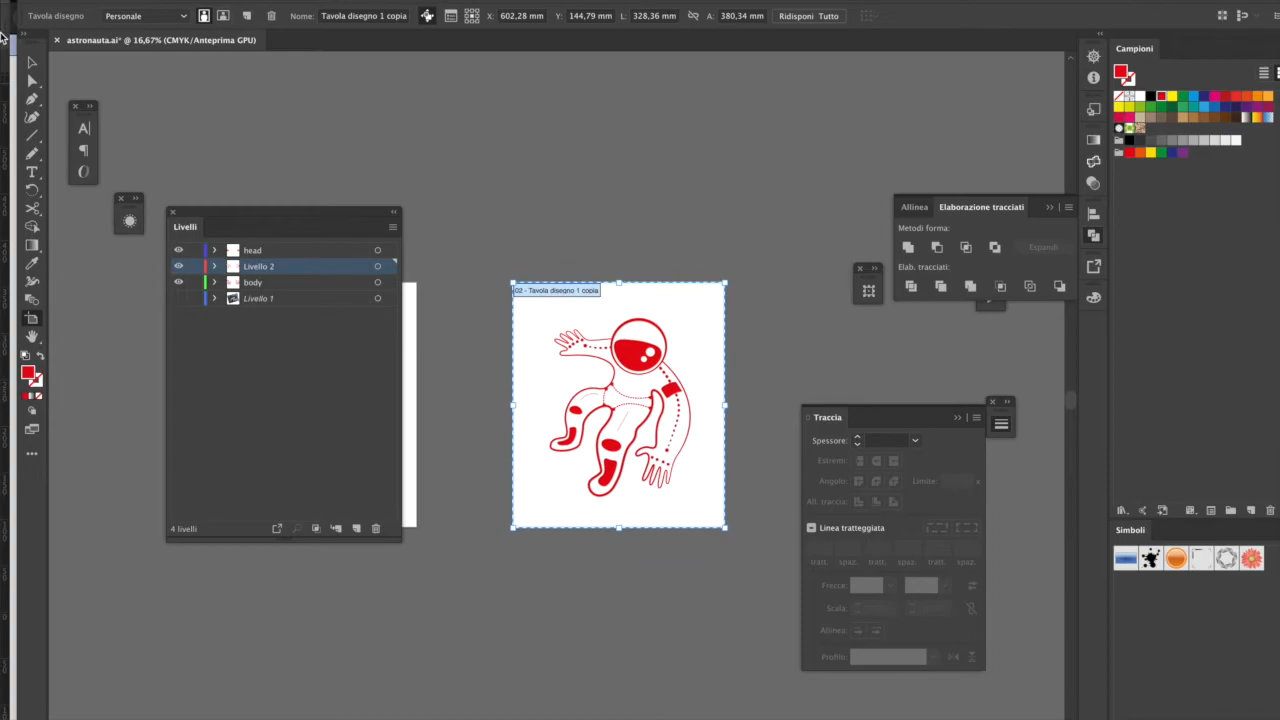 Tavola disegno Personale Nome: Tavola disegno 1 copia X: 602,28 mm Y: 144,79 mm L: 328,36 mm A: 380,34 mm Ridisponi Tutto
astronauta.ai* @ 16,67% (CMYK/Anteprima GPU)
Campioni
Livelli
head
Livello 2
body
Livello 1
4 livelli
02 - Tavola disegno 1 copia
Allinea Elaborazione tracciati
Metodi forma:
Espandi
Elab. tracciati:
Traccia
Spessore:
Estremi:
Angolo: Limite: x
All. traccia:
Linea tratteggiata
tratt. spaz. tratt. spaz. tratt. spaz.
Frecce:
Scala:
Allinea:
Profilo:
Simboli